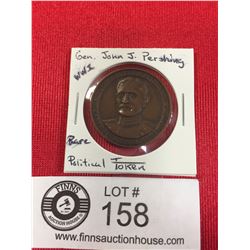 Gen. John J. Pershing
WWI
Rare
Political Token
FINNS
AUCTION HOUSE
LOT #
158
www.finnsauctionhouse.com